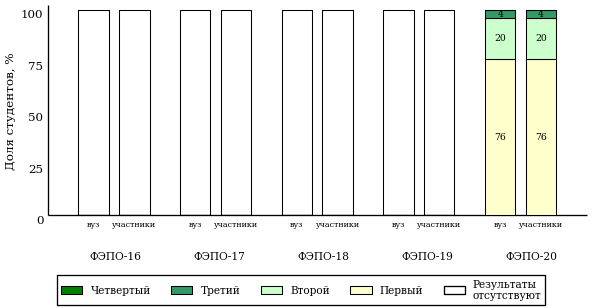 Доля студентов, %
100
75
50
25
0
4 4
20 20
76 76
вуз участники вуз участники вуз участники вуз участники вуз участники
ФЭПО-16 ФЭПО-17 ФЭПО-18 ФЭПО-19 ФЭПО-20
Четвертый Третий Второй Первый Результаты
отсутствуют